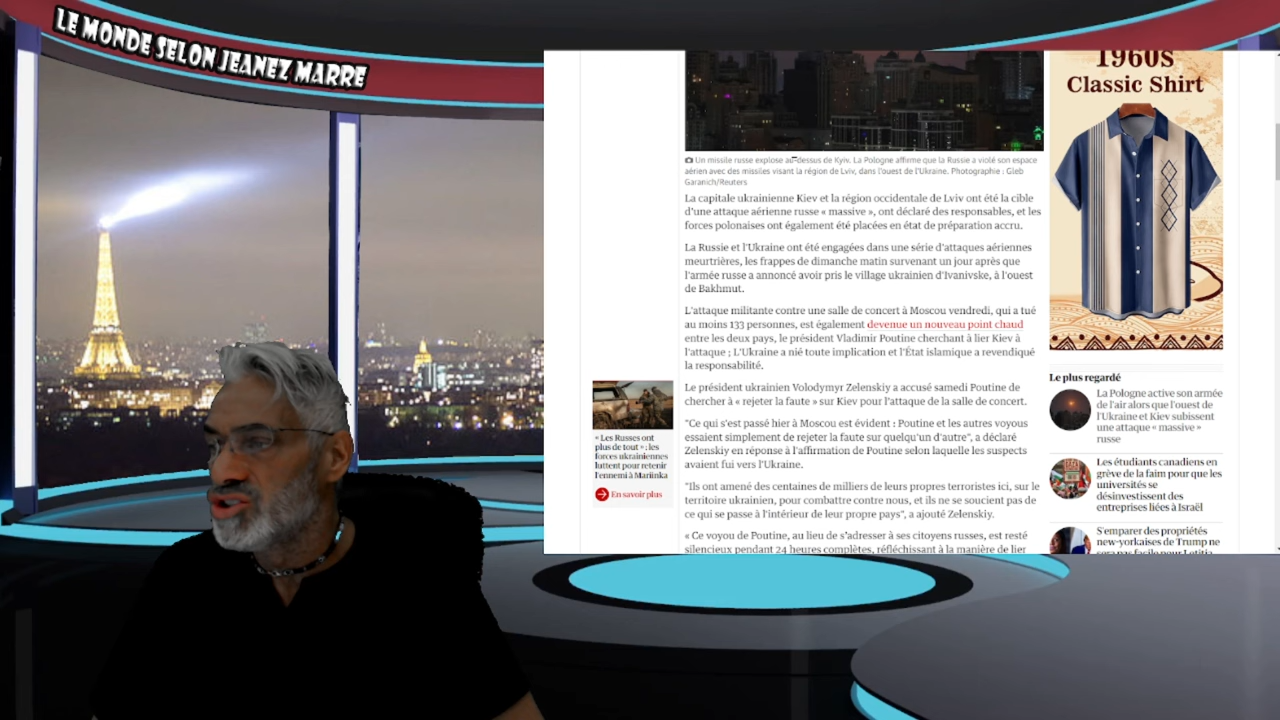 LE MONDE SELON JEANEZ MARRE
1960s
Classic Shirt
Un missile russe explose au-dessus de Kyiv. La Pologne affirme que la Russie a violé son espace
aérien avec des missiles visant la région de Lviv, dans l'ouest de l'Ukraine. Photographie : Gleb
Garanich/Reuters
La capitale ukrainienne Kiev et la région occidentale de Lviv ont été la cible
d'une attaque aérienne russe « massive », ont déclaré des responsables, et les
forces polonaises ont également été placées en état de préparation accru.
La Russie et l'Ukraine ont été engagées dans une série d'attaques aériennes
meurtrières, les frappes de dimanche matin survenant un jour après que
l'armée russe a annoncé avoir pris le village ukrainien d'Ivanivske, à l'ouest
de Bakhmut.
L'attaque militante contre une salle de concert à Moscou vendredi, qui a tué
au moins 133 personnes, est également devenue un nouveau point chaud
entre les deux pays, le président Vladimir Poutine cherchant à lier Kiev à
l'attaque ; L'Ukraine a nié toute implication et l'État islamique a revendiqué
la responsabilité.
Le président ukrainien Volodymyr Zelenskiy a accusé samedi Poutine de
chercher à « rejeter la faute » sur Kiev pour l'attaque de la salle de concert.
"Ce qui s'est passé hier à Moscou est évident : Poutine et les autres voyous
essaient simplement de rejeter la faute sur quelqu'un d'autre", a déclaré
Zelenskiy en réponse à l'affirmation de Poutine selon laquelle les suspects
avaient fui vers l'Ukraine.
"Ils ont amené des centaines de milliers de leurs propres terroristes ici, sur le
territoire ukrainien, pour combattre contre nous, et ils ne se soucient pas de
ce qui se passe à l'intérieur de leur propre pays", a ajouté Zelenskiy.
« Ce voyou de Poutine, au lieu de s'adresser à ses citoyens russes, est resté
silencieux pendant 24 heures complètes, réfléchissant à la manière de lier
« Les Russes ont
plus de tout » : les
forces ukrainiennes
luttent pour retenir
l'ennemi à Mariinka
En savoir plus
Le plus regardé
La Pologne active son armée
de l'air alors que l'ouest de
l'Ukraine et Kiev subissent
une attaque « massive »
russe
Les étudiants canadiens en
grève de la faim pour que les
universités se
désinvestissent des
entreprises liées à Israël
S'emparer des propriétés
new-yorkaises de Trump ne
sera pas facile pour Letitia